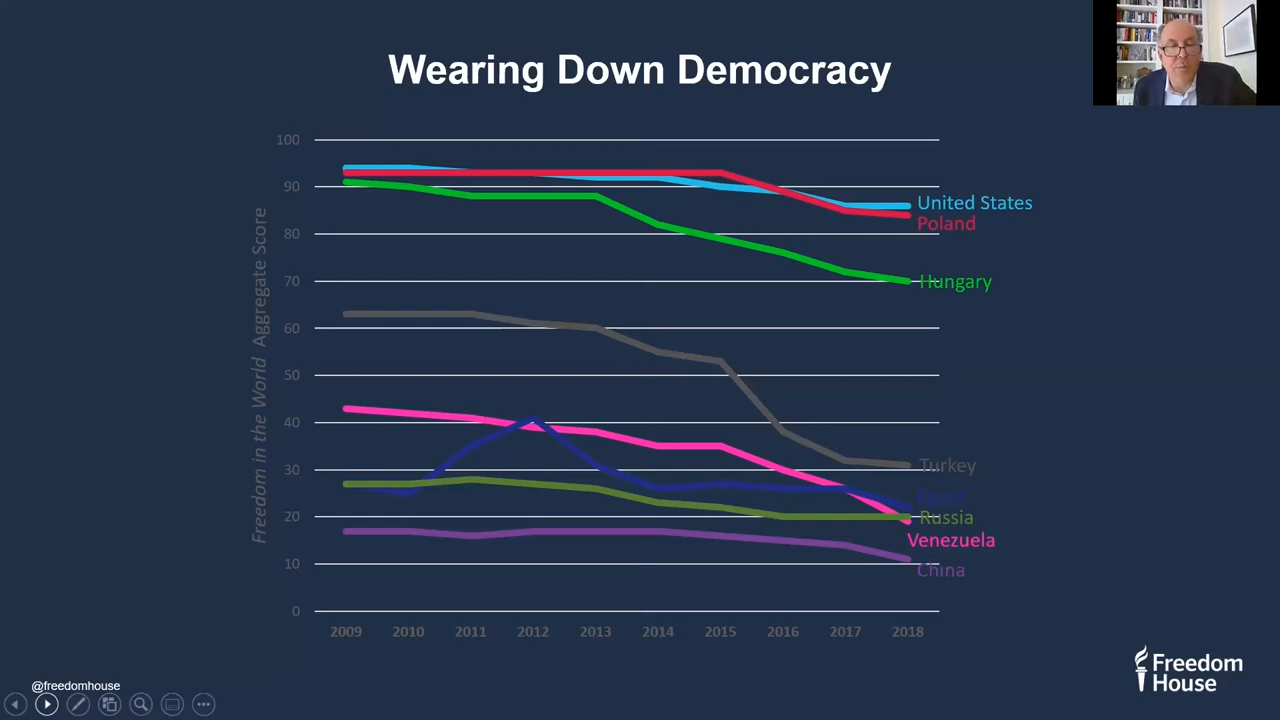 Wearing Down Democracy
100
90
80
70
60
50
40
30
20
10
0
Freedom in the World Aggregate Score
United States
Poland
Hungary
Turkey
Egypt
Russia
Venezuela
China
2009 2010 2011 2012 2013 2014 2015 2016 2017 2018
@freedomhouse
Freedom
House